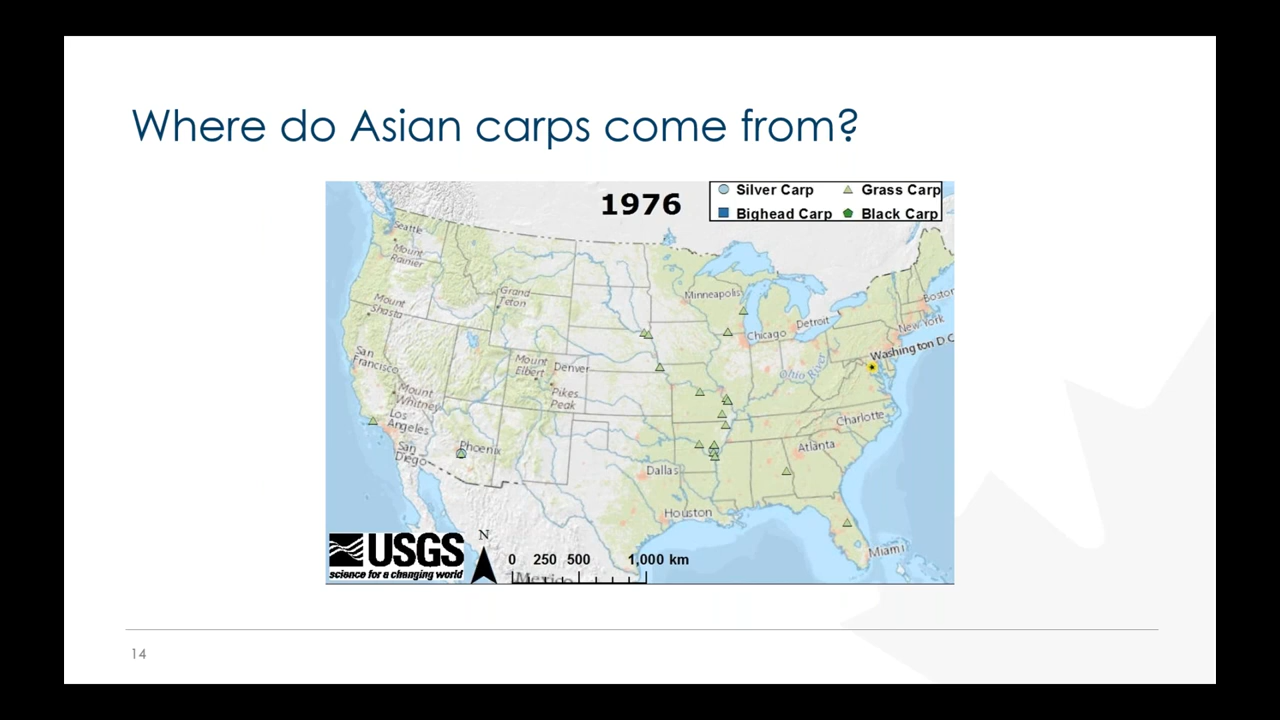 Where do Asian carps come from?
1976
Silver Carp
Grass Carp
Bighead Carp
Black Carp
Seattle
Mount
Rainier
Grand
Teton
Minneapolis
Boston
Mount
Shasta
Detroit
New York
Chicago
Washington D C
San
Francisco
Mount
Elbert
Denver
Ohio River
Mount
Whitney
Pikes
Peak
Los
Angeles
Charlotte
San
Diego
Phoenix
Atlanta
Dallas
Houston
Miami
USGS
science for a changing world
N
0 250 500 1,000 km
Mexico
14